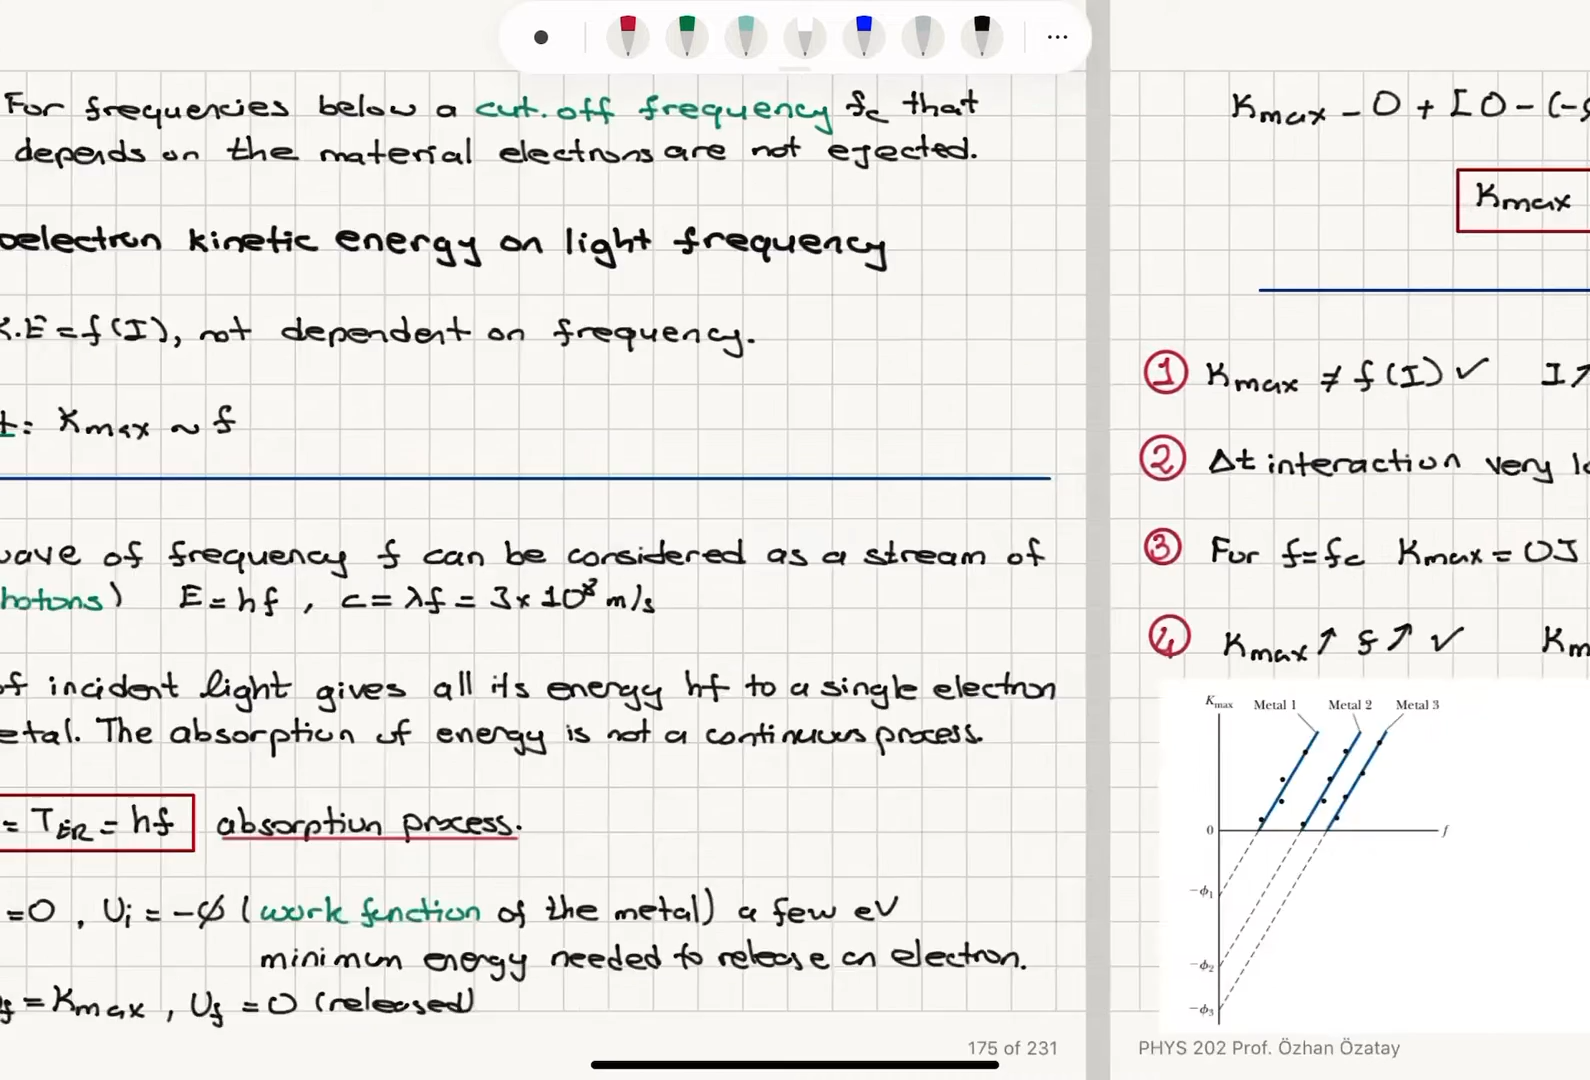 For frequencies below a cut.off frequency fc that
depends on the material electrons are not ejected.
oelectron kinetic energy on light frequency
K.E = f(I), not dependent on frequency.
t: Kmax ~ f
wave of frequency f can be considered as a stream of
hotons) E = hf , c = λf = 3x10⁸ m/s
of incident light gives all its energy hf to a single electron
etal. The absorption of energy is not a continuous process.
= TER = hf absorption process.
=0 , Ui = -φ (work function of the metal) a few eV
minimum energy needed to release an electron.
f = Kmax , Uf = 0 (released)
175 of 231
Kmax - 0 + [0 - (-
Kmax
① Kmax ≠ f(I) ✓ I↗
② Δt interaction very
③ For f=fc Kmax = 0J
④ Kmax ↑ f ↗ ✓ Km
Kmax Metal 1 Metal 2 Metal 3
0 f
-φ1
-φ2
-φ3
PHYS 202 Prof. Özhan Özatay